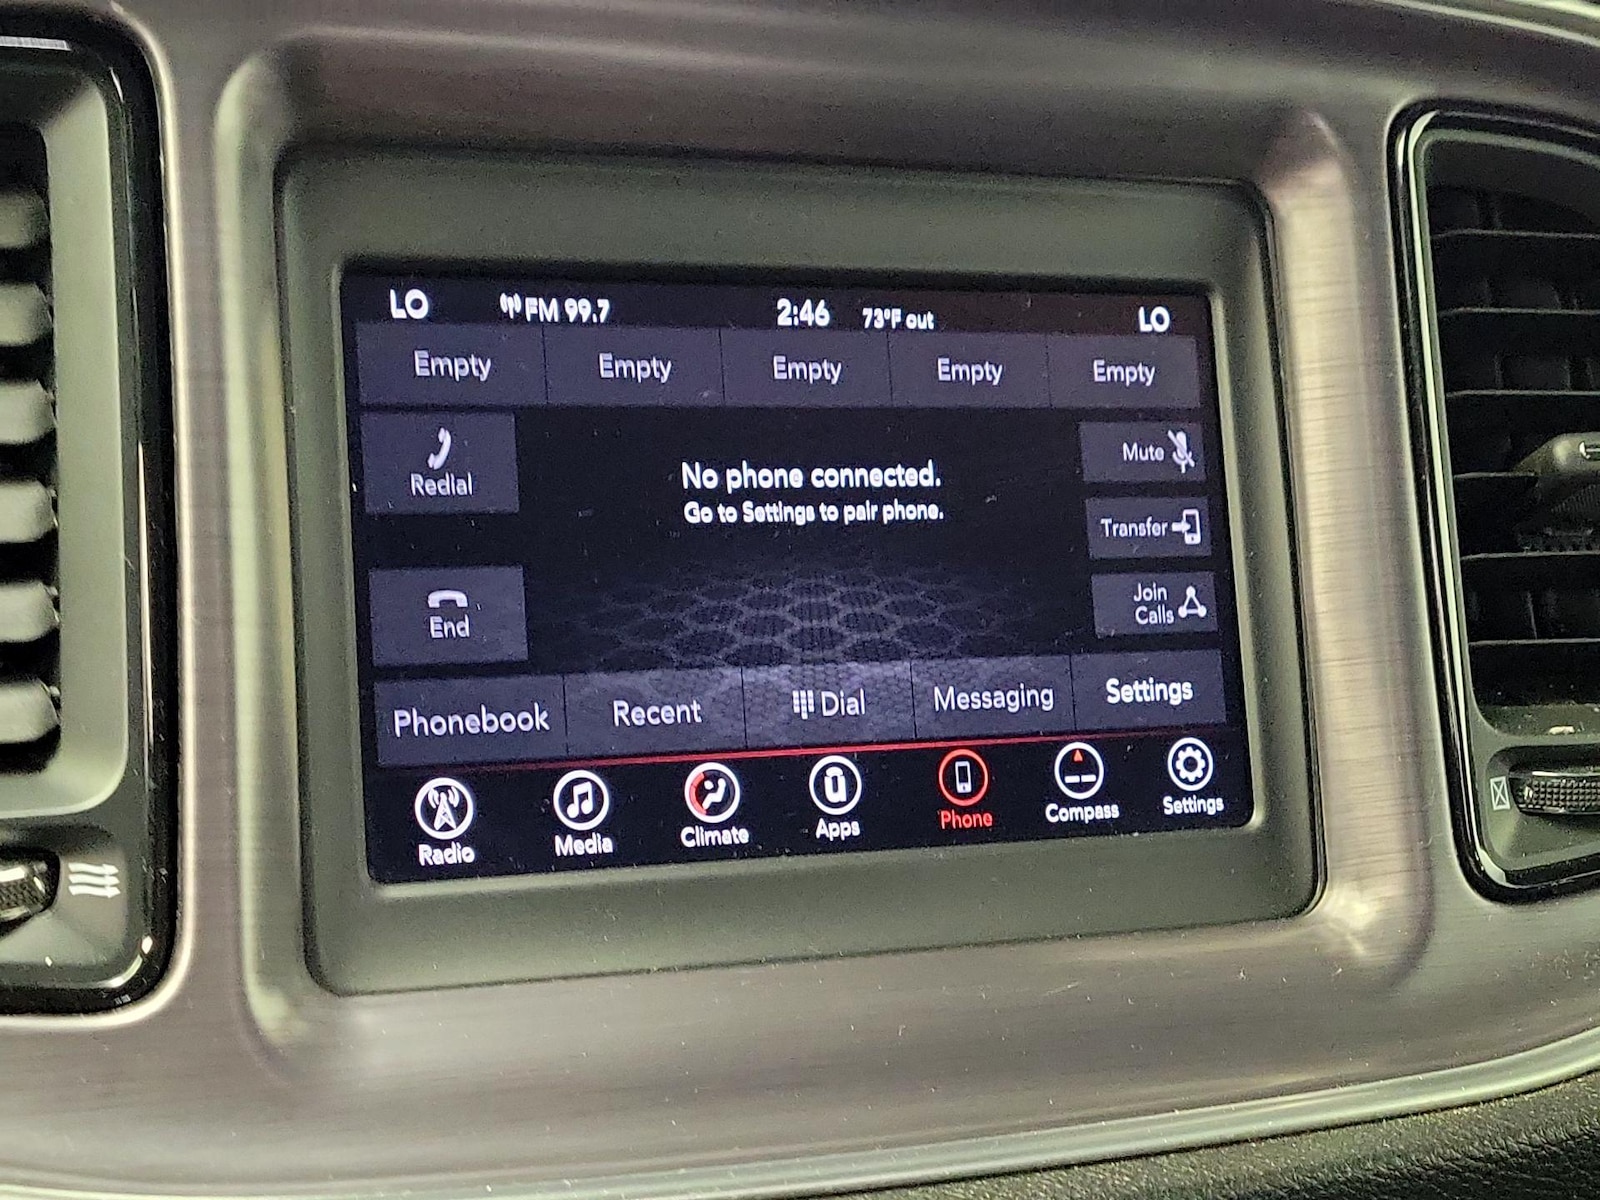 LO FM 99.7 2:46 73°F out LO
Empty Empty Empty Empty Empty
Redial
Mute
No phone connected.
Go to Settings to pair phone.
Transfer
End
Join
Calls
Phonebook Recent Dial Messaging Settings
Radio Media Climate Apps Phone Compass Settings